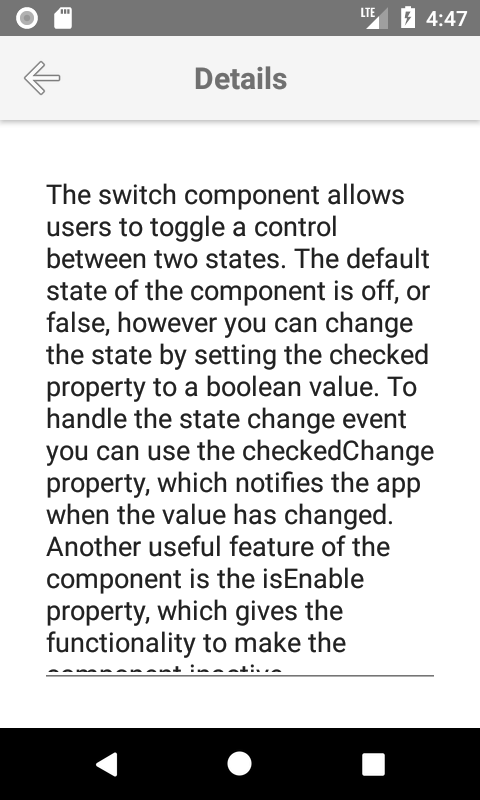 LTE 4:47
Details
The switch component allows
users to toggle a control
between two states. The default
state of the component is off, or
false, however you can change
the state by setting the checked
property to a boolean value. To
handle the state change event
you can use the checkedChange
property, which notifies the app
when the value has changed.
Another useful feature of the
component is the isEnable
property, which gives the
functionality to make the
component inactive